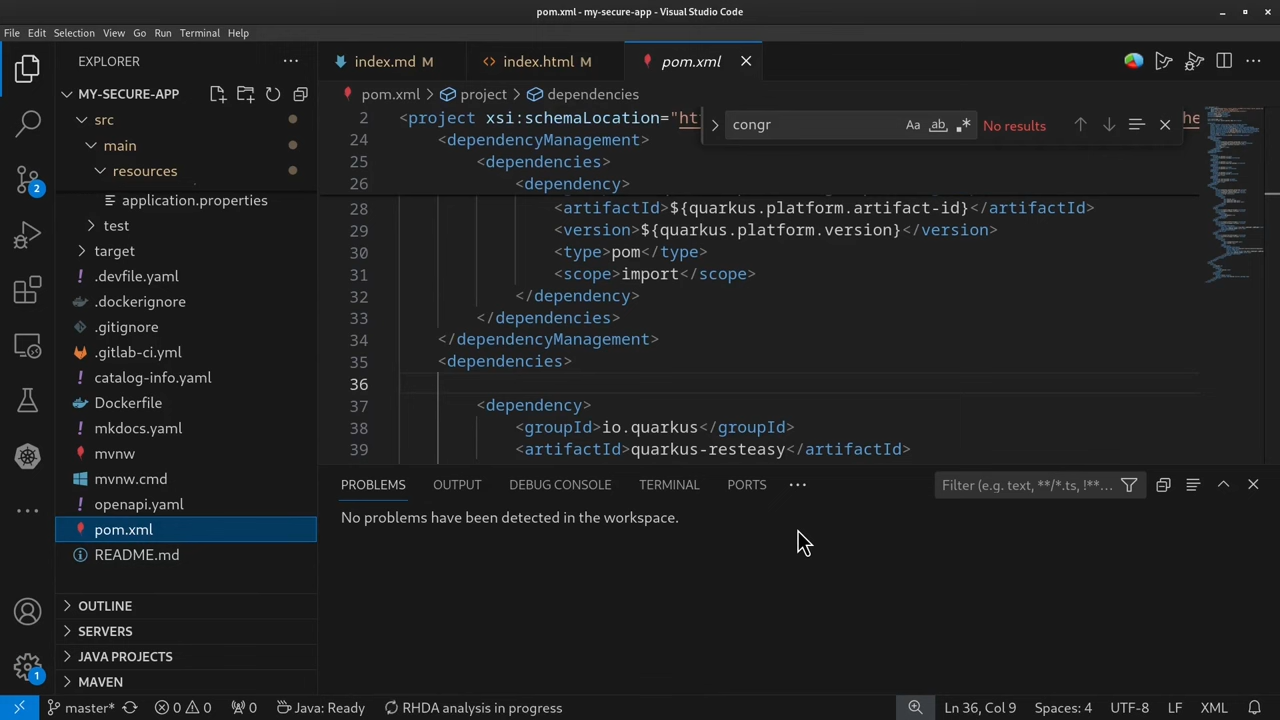 pom.xml - my-secure-app - Visual Studio Code
File Edit Selection View Go Run Terminal Help
EXPLORER
MY-SECURE-APP
src
main
resources
application.properties
test
target
.devfile.yaml
.dockerignore
.gitignore
.gitlab-ci.yml
catalog-info.yaml
Dockerfile
mkdocs.yaml
mvnw
mvnw.cmd
openapi.yaml
pom.xml
README.md
OUTLINE
SERVERS
JAVA PROJECTS
MAVEN
2
1
index.md M
index.html M
pom.xml
pom.xml > project > dependencies
congr
Aa ab .*
No results
2 <project xsi:schemaLocation="ht
24 <dependencyManagement>
25 <dependencies>
26 <dependency>
28 <artifactId>${quarkus.platform.artifact-id}</artifactId>
29 <version>${quarkus.platform.version}</version>
30 <type>pom</type>
31 <scope>import</scope>
32 </dependency>
33 </dependencies>
34 </dependencyManagement>
35 <dependencies>
36
37 <dependency>
38 <groupId>io.quarkus</groupId>
39 <artifactId>quarkus-resteasy</artifactId>
PROBLEMS OUTPUT DEBUG CONSOLE TERMINAL PORTS
Filter (e.g. text, **/*.ts, !**...
No problems have been detected in the workspace.
master* 0 0 0 Java: Ready RHDA analysis in progress Ln 36, Col 9 Spaces: 4 UTF-8 LF XML